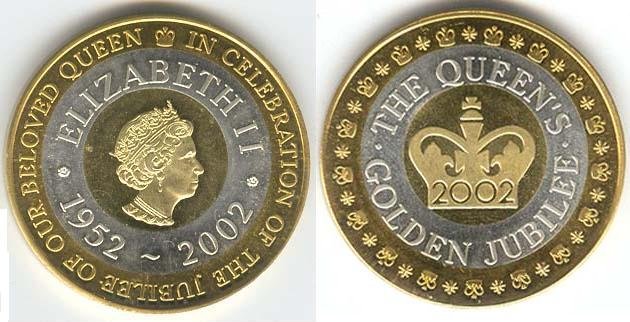 IN CELEBRATION OF THE JUBILEE OF OUR BELOVED QUEEN
ELIZABETH II
1952 ~ 2002
THE QUEEN'S
GOLDEN JUBILEE
2002